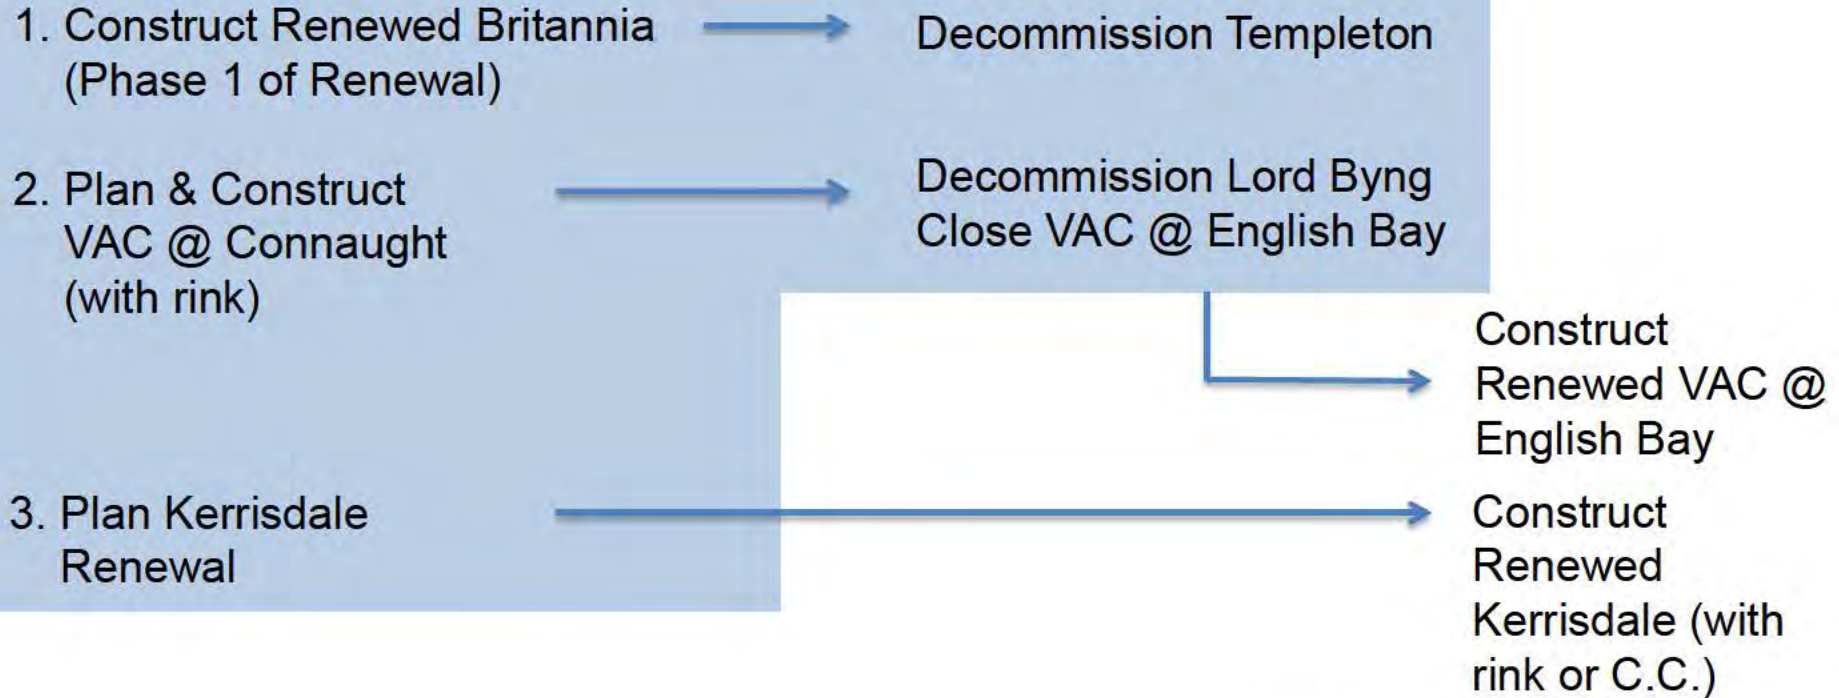 1. Construct Renewed Britannia
(Phase 1 of Renewal)
Decommission Templeton
2. Plan & Construct
VAC @ Connaught
(with rink)
Decommission Lord Byng
Close VAC @ English Bay
Construct
Renewed VAC @
English Bay
3. Plan Kerrisdale
Renewal
Construct
Renewed
Kerrisdale (with
rink or C.C.)